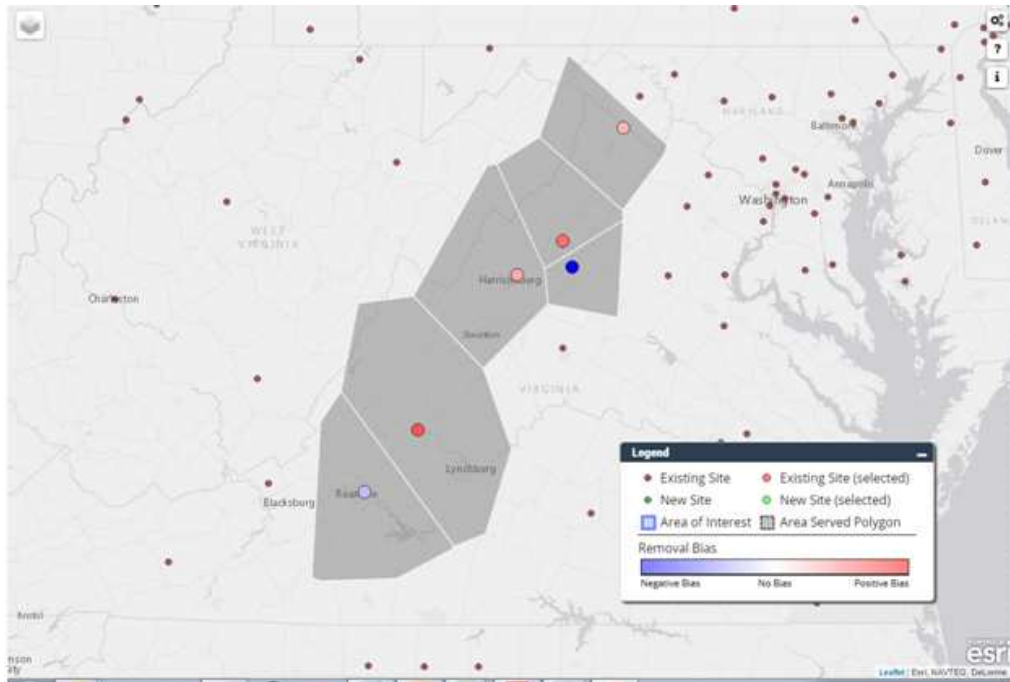 ?
i
MARYLAND
Baltimore
Dover
Annapolis
Washington
WEST
VIRGINIA
Charleston
Harrisonburg
Staunton
VIRGINIA
Lynchburg
Roanoke
Blacksburg
Legend
Existing Site
Existing Site (selected)
New Site
New Site (selected)
Area of Interest
Area Served Polygon
Removal Bias
Negative Bias
No Bias
Positive Bias
esri
Leaflet | Esri, NAVTEQ, DeLorme